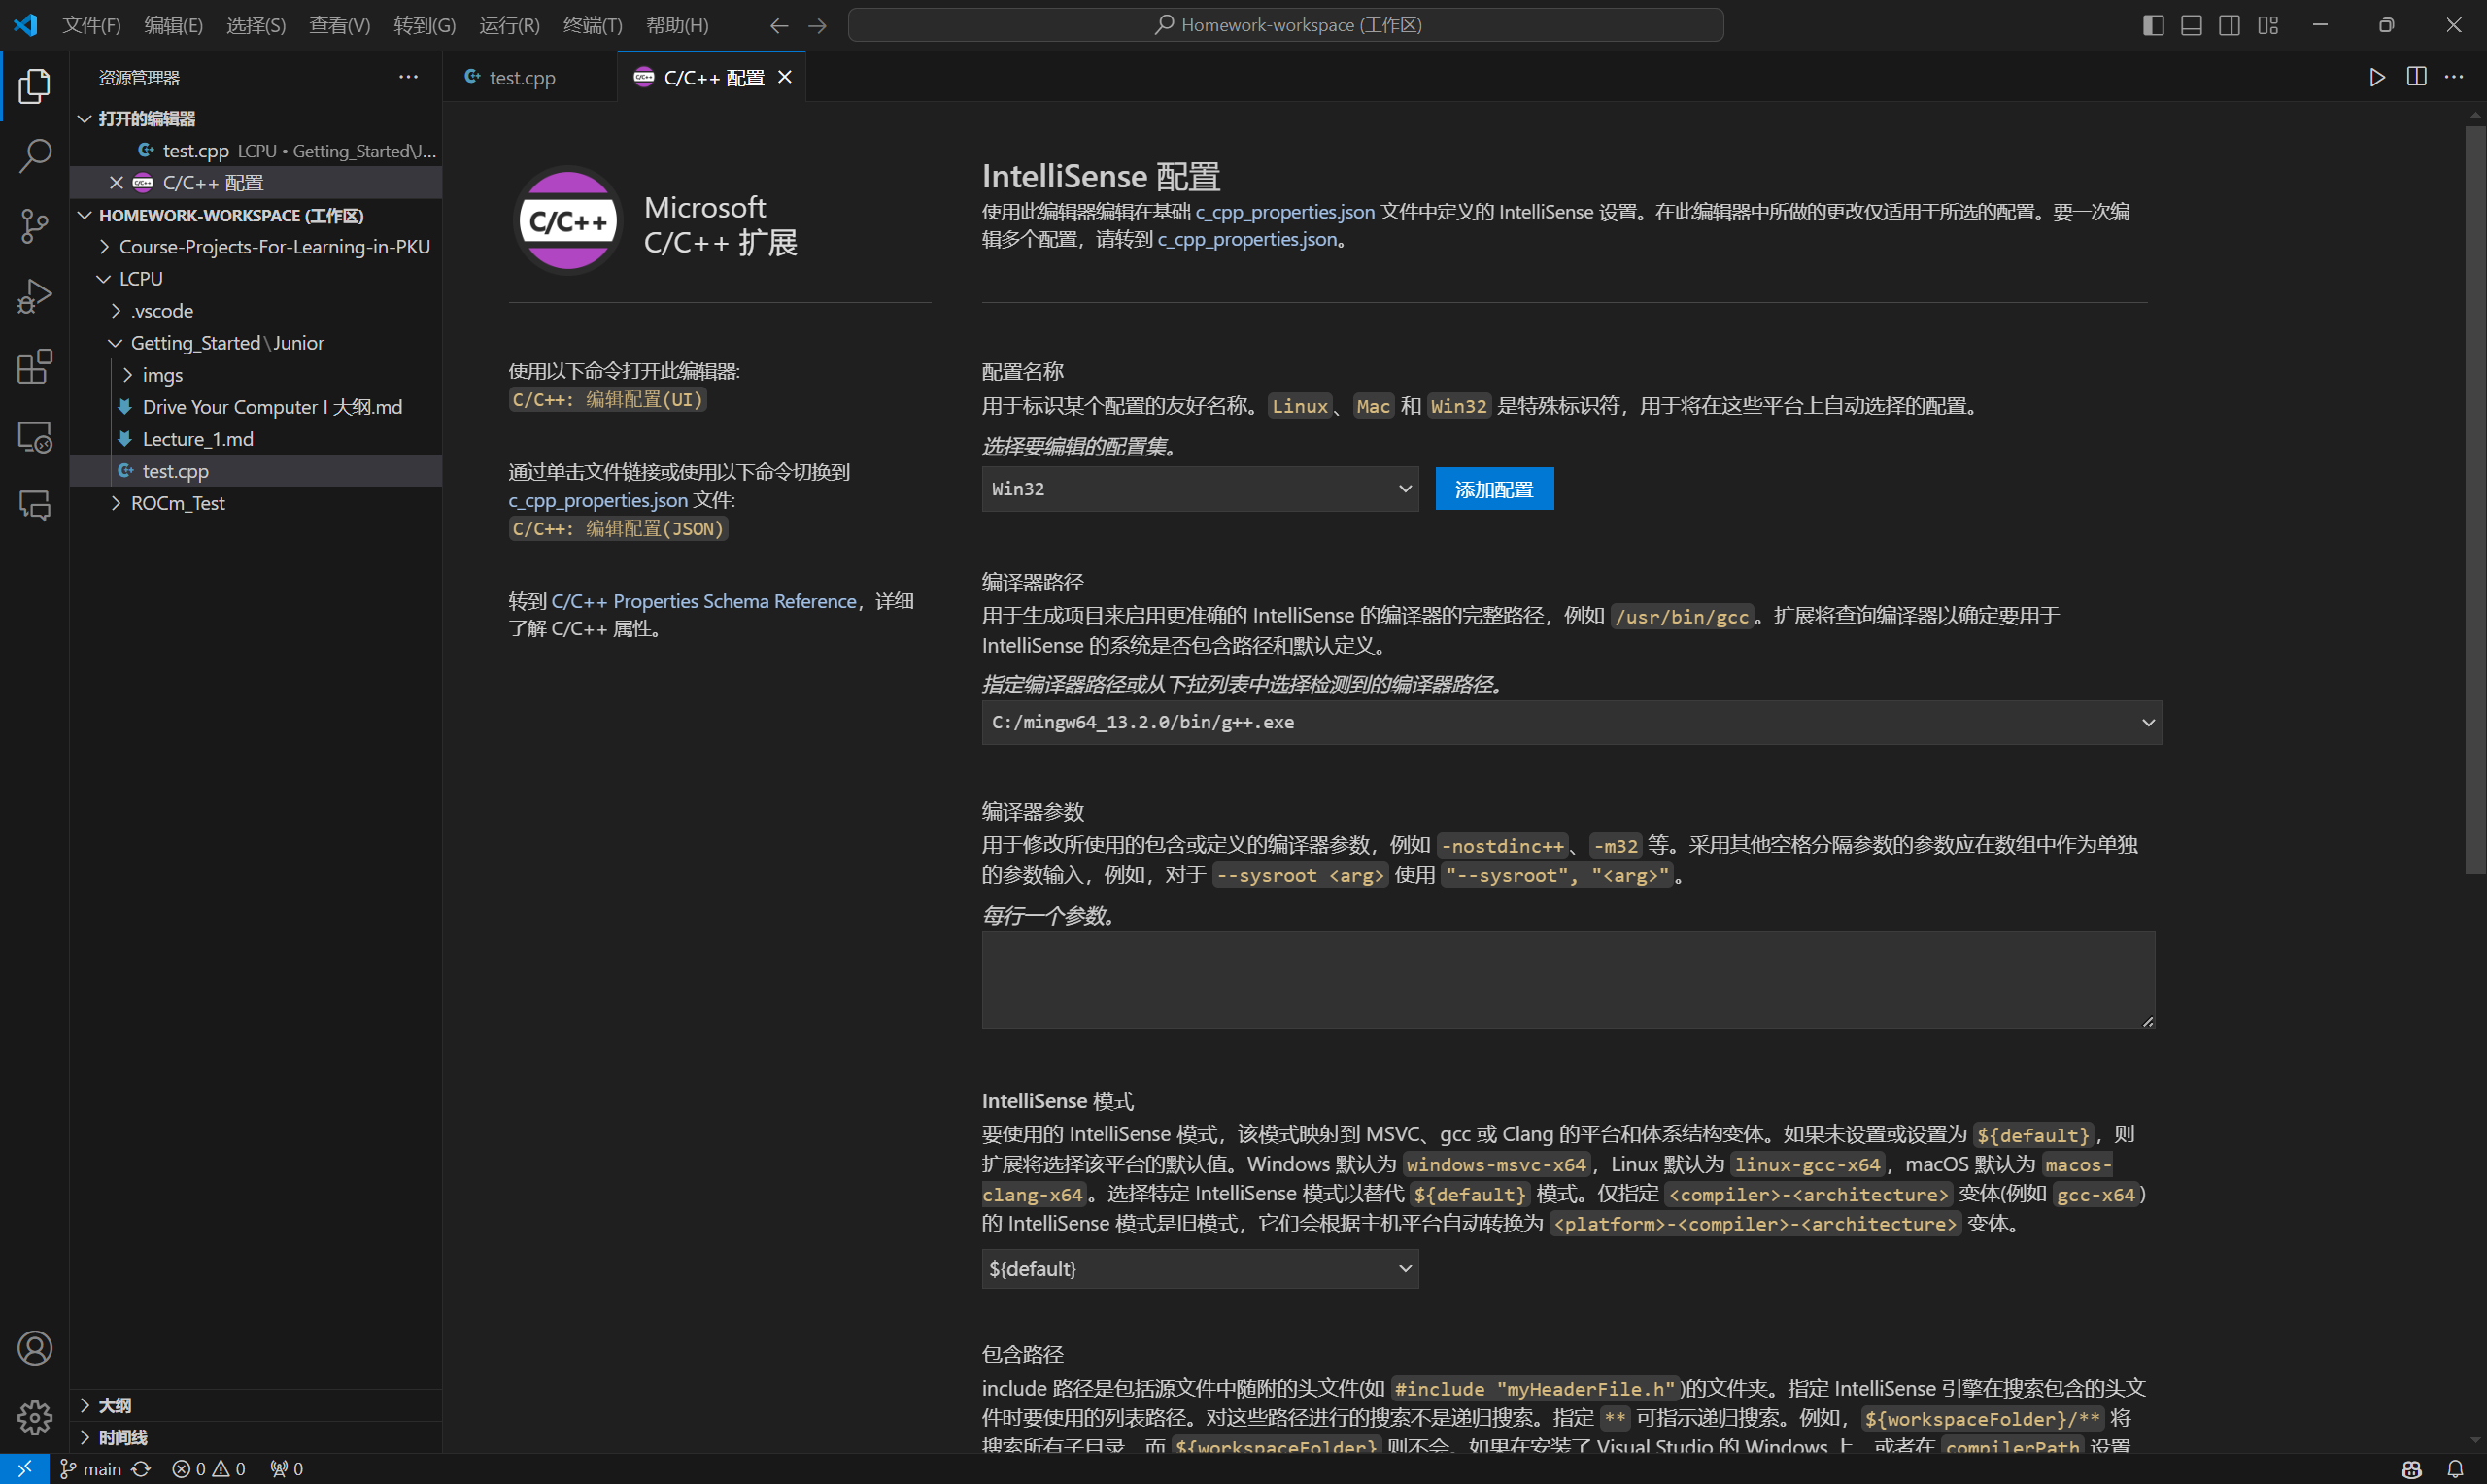 文件(F) 编辑(E) 选择(S) 查看(V) 转到(G) 运行(R) 终端(T) 帮助(H)
Homework-workspace (工作区)
资源管理器
打开的编辑器
test.cpp LCPU • Getting_Started\J...
C/C++ 配置
HOMEWORK-WORKSPACE (工作区)
Course-Projects-For-Learning-in-PKU
LCPU
.vscode
Getting_Started\Junior
imgs
Drive Your Computer I 大纲.md
Lecture_1.md
test.cpp
ROCm_Test
大纲
时间线
test.cpp
C/C++ 配置
C/C++
Microsoft
C/C++ 扩展
使用以下命令打开此编辑器:
C/C++: 编辑配置(UI)
通过单击文件链接或使用以下命令切换到
c_cpp_properties.json 文件:
C/C++: 编辑配置(JSON)
转到 C/C++ Properties Schema Reference，详细
了解 C/C++ 属性。
IntelliSense 配置
使用此编辑器编辑在基础 c_cpp_properties.json 文件中定义的 IntelliSense 设置。在此编辑器中所做的更改仅适用于所选的配置。要一次编
辑多个配置，请转到 c_cpp_properties.json。
配置名称
用于标识某个配置的友好名称。Linux、Mac 和 Win32 是特殊标识符，用于将在这些平台上自动选择的配置。
选择要编辑的配置集。
Win32
添加配置
编译器路径
用于生成项目来启用更准确的 IntelliSense 的编译器的完整路径，例如 /usr/bin/gcc。扩展将查询编译器以确定要用于
IntelliSense 的系统是否包含路径和默认定义。
指定编译器路径或从下拉列表中选择检测到的编译器路径。
C:/mingw64_13.2.0/bin/g++.exe
编译器参数
用于修改所使用的包含或定义的编译器参数，例如 -nostdinc++、-m32 等。采用其他空格分隔参数的参数应在数组中作为单独
的参数输入，例如，对于 --sysroot <arg> 使用 "--sysroot", "<arg>"。
每行一个参数。
IntelliSense 模式
要使用的 IntelliSense 模式，该模式映射到 MSVC、gcc 或 Clang 的平台和体系结构变体。如果未设置或设置为 ${default}，则
扩展将选择该平台的默认值。Windows 默认为 windows-msvc-x64，Linux 默认为 linux-gcc-x64，macOS 默认为 macos-
clang-x64。选择特定 IntelliSense 模式以替代 ${default} 模式。仅指定 <compiler>-<architecture> 变体(例如 gcc-x64)
的 IntelliSense 模式是旧模式，它们会根据主机平台自动转换为 <platform>-<compiler>-<architecture> 变体。
${default}
包含路径
include 路径是包括源文件中随附的头文件(如 #include "myHeaderFile.h")的文件夹。指定 IntelliSense 引擎在搜索包含的头文
件时要使用的列表路径。对这些路径进行的搜索不是递归搜索。指定 ** 可指示递归搜索。例如，${workspaceFolder}/** 将
搜索所有子目录，而 ${workspaceFolder} 则不会。如果在安装了 Visual Studio 的 Windows 上，或者在 compilerPath 设置
main 0 0 0